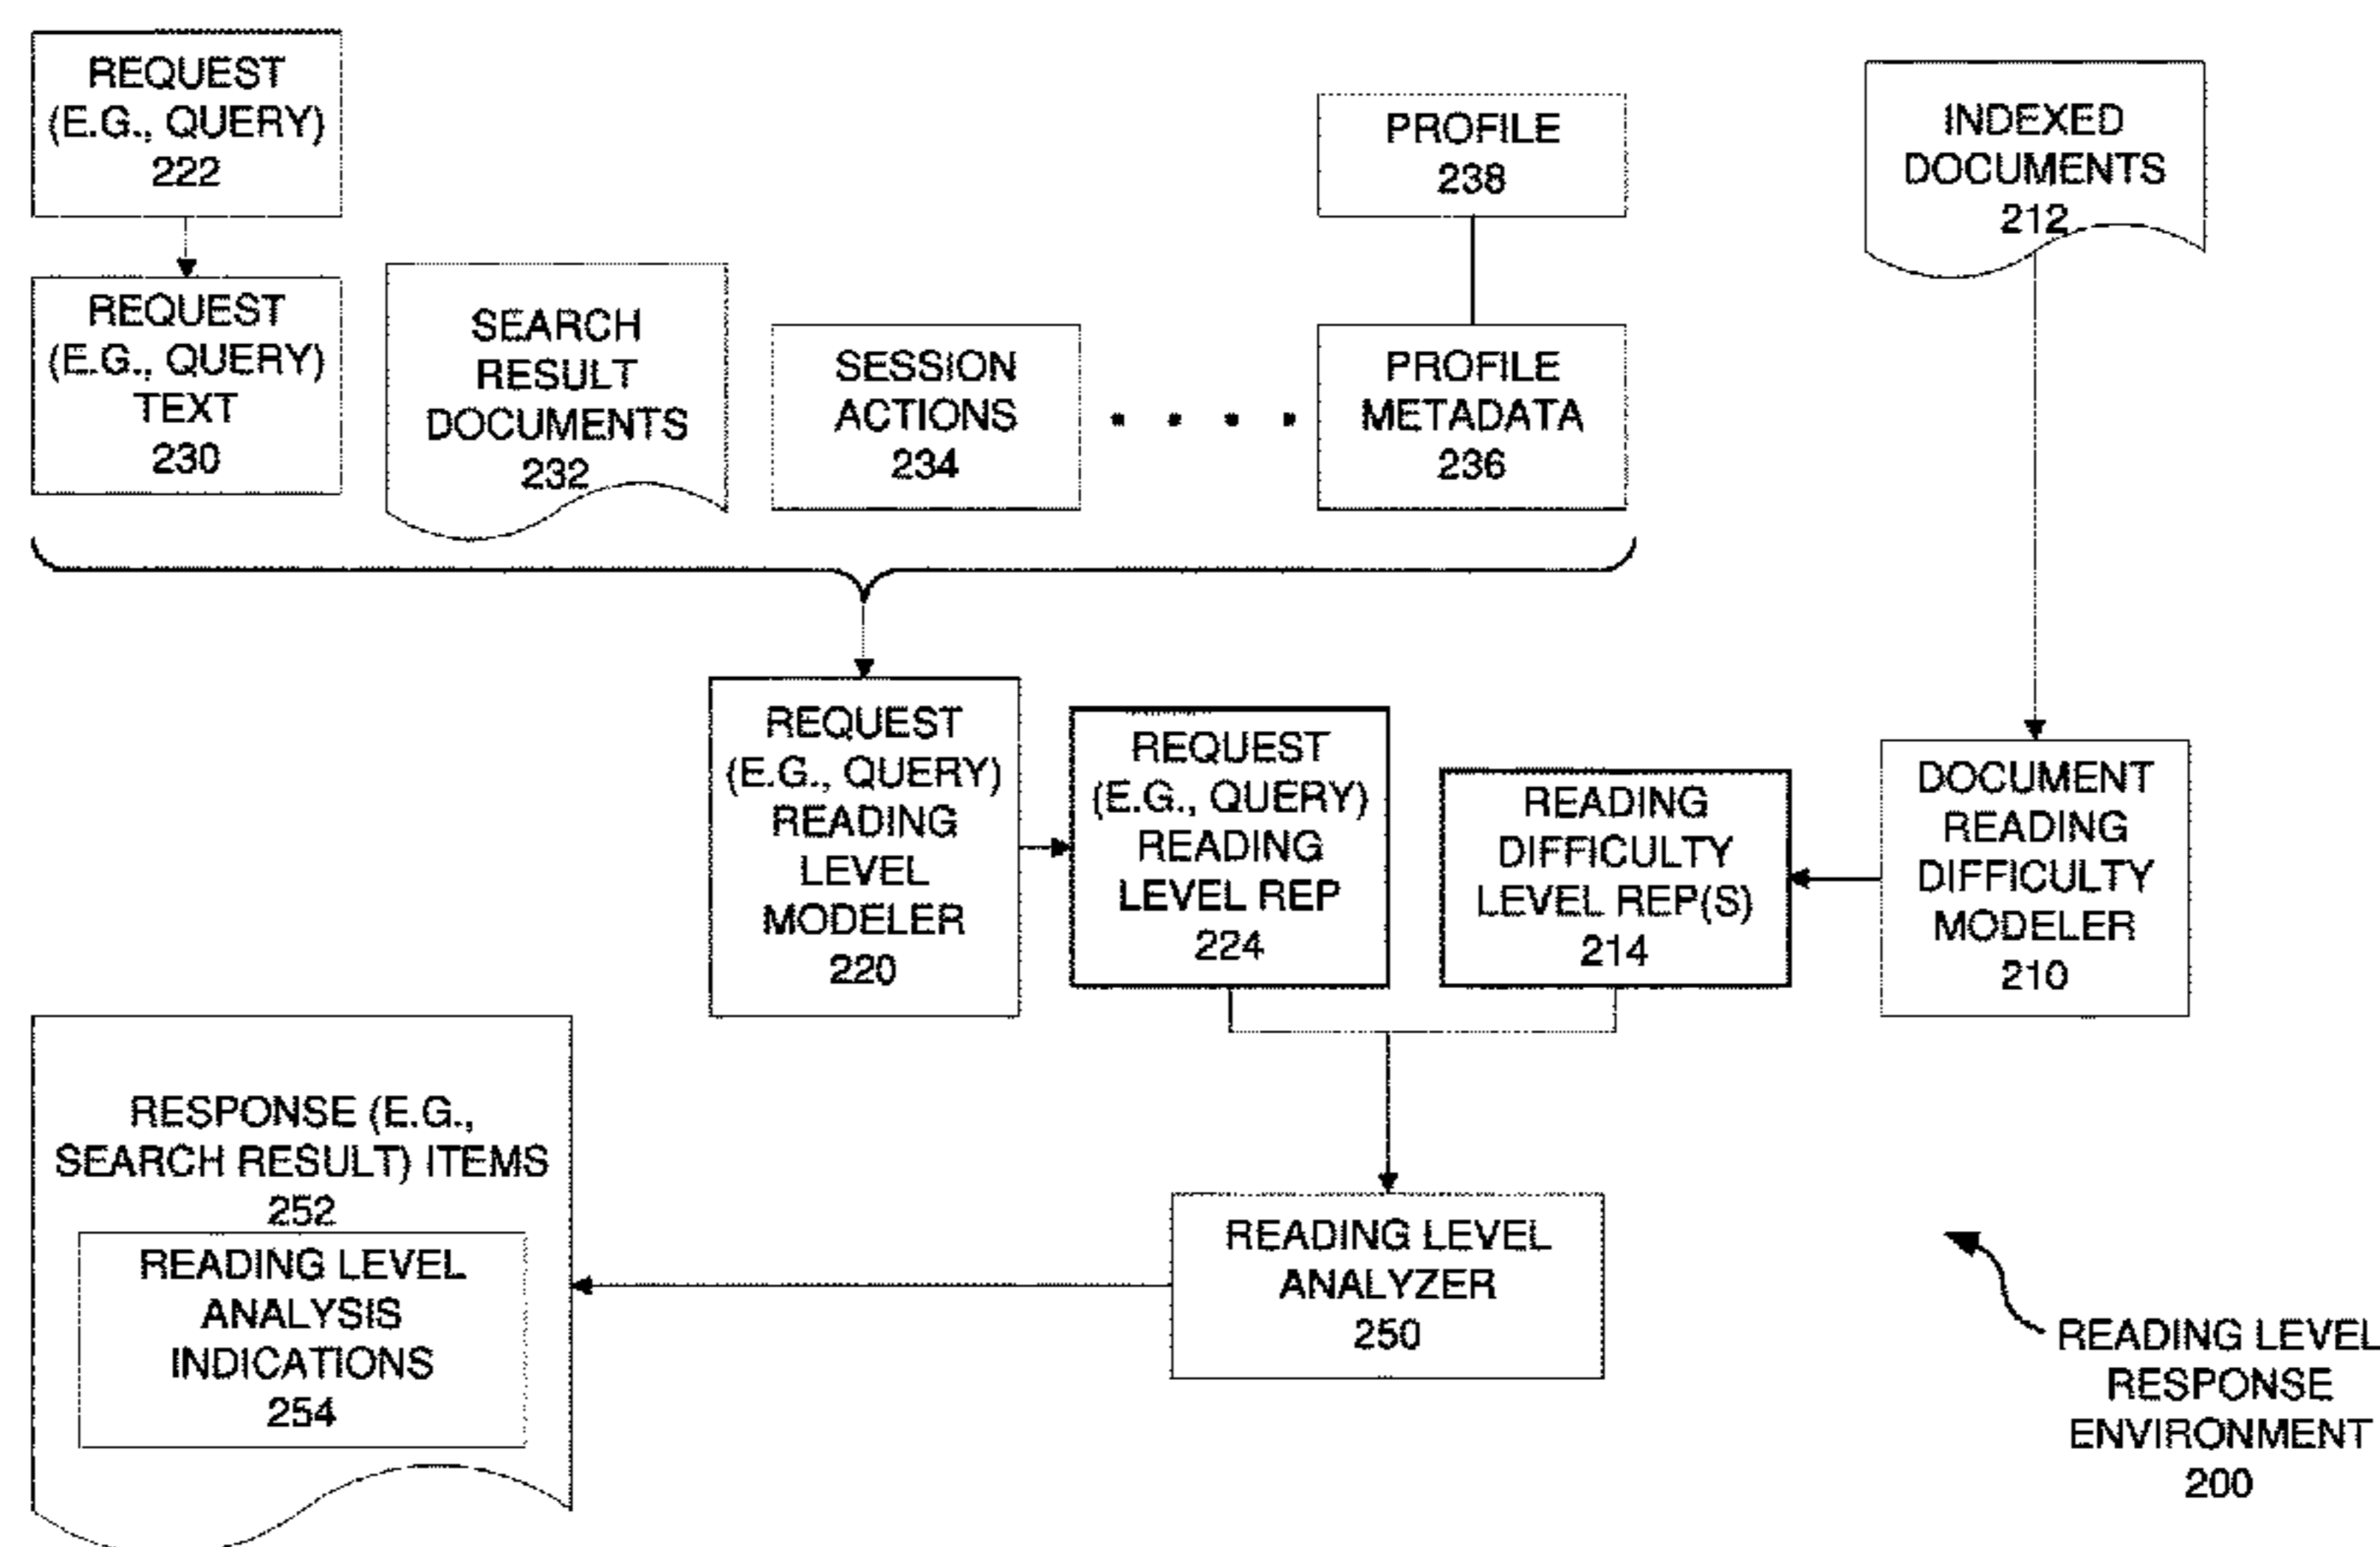 REQUEST
(E.G., QUERY)
222
PROFILE
238
INDEXED
DOCUMENTS
212
REQUEST
(E.G., QUERY)
TEXT
230
SEARCH
RESULT
DOCUMENTS
232
SESSION
ACTIONS
234
PROFILE
METADATA
236
REQUEST
(E.G., QUERY)
READING
LEVEL
MODELER
220
REQUEST
(E.G., QUERY)
READING
LEVEL REP
224
READING
DIFFICULTY
LEVEL REP(S)
214
DOCUMENT
READING
DIFFICULTY
MODELER
210
RESPONSE (E.G.,
SEARCH RESULT) ITEMS
252
READING LEVEL
ANALYSIS
INDICATIONS
254
READING LEVEL
ANALYZER
250
READING LEVEL
RESPONSE
ENVIRONMENT
200